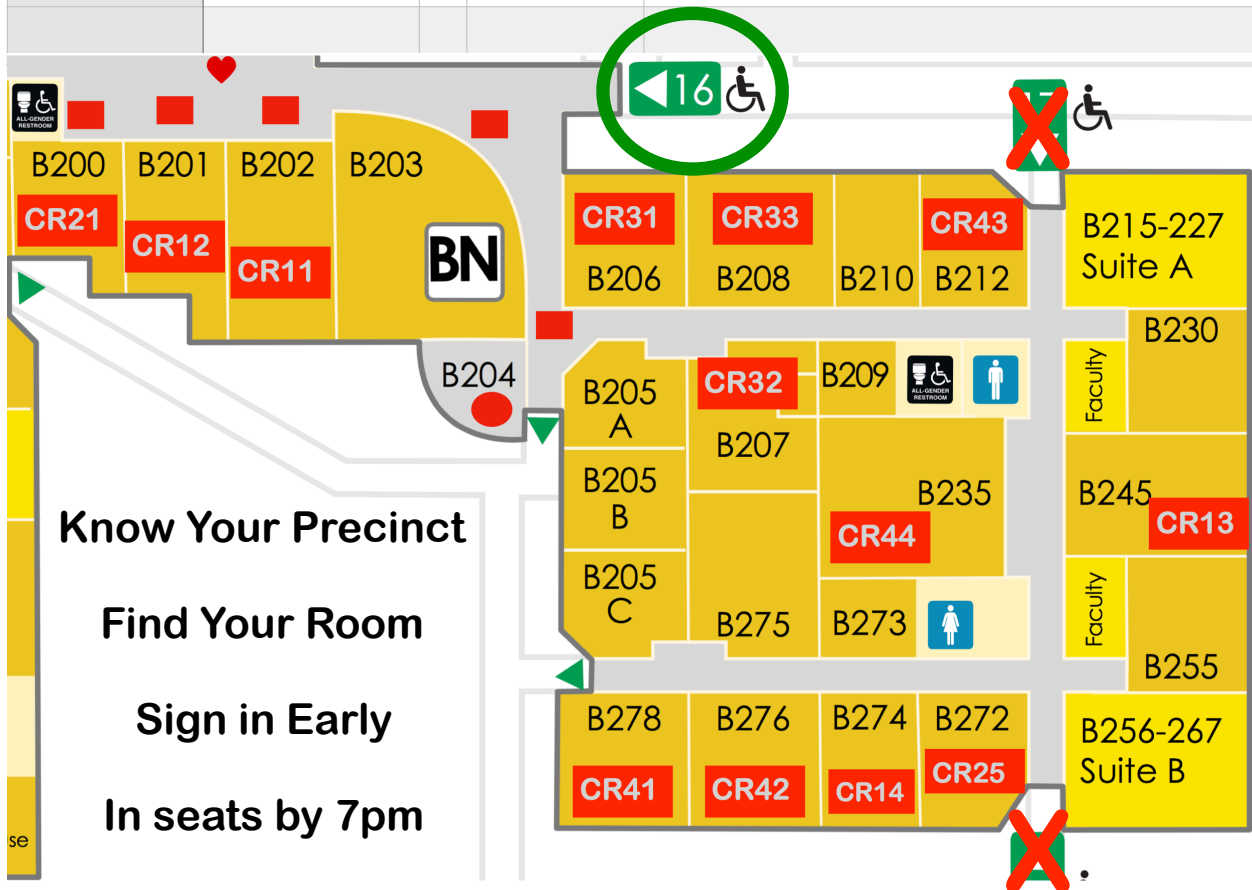 16
ALL-GENDER
RESTROOM
B200
B201
B202
B203
CR21
CR12
CR11
BN
B204
CR31
CR33
CR43
B206
B208
B210
B212
B215-227
Suite A
B230
B205
A
CR32
B209
ALL-GENDER
RESTROOM
Faculty
B207
B205
B
B235
B245
CR44
CR13
B205
C
B275
B273
Faculty
B255
Know Your Precinct
Find Your Room
Sign in Early
In seats by 7pm
B278
B276
B274
B272
B256-267
Suite B
CR41
CR42
CR14
CR25
se